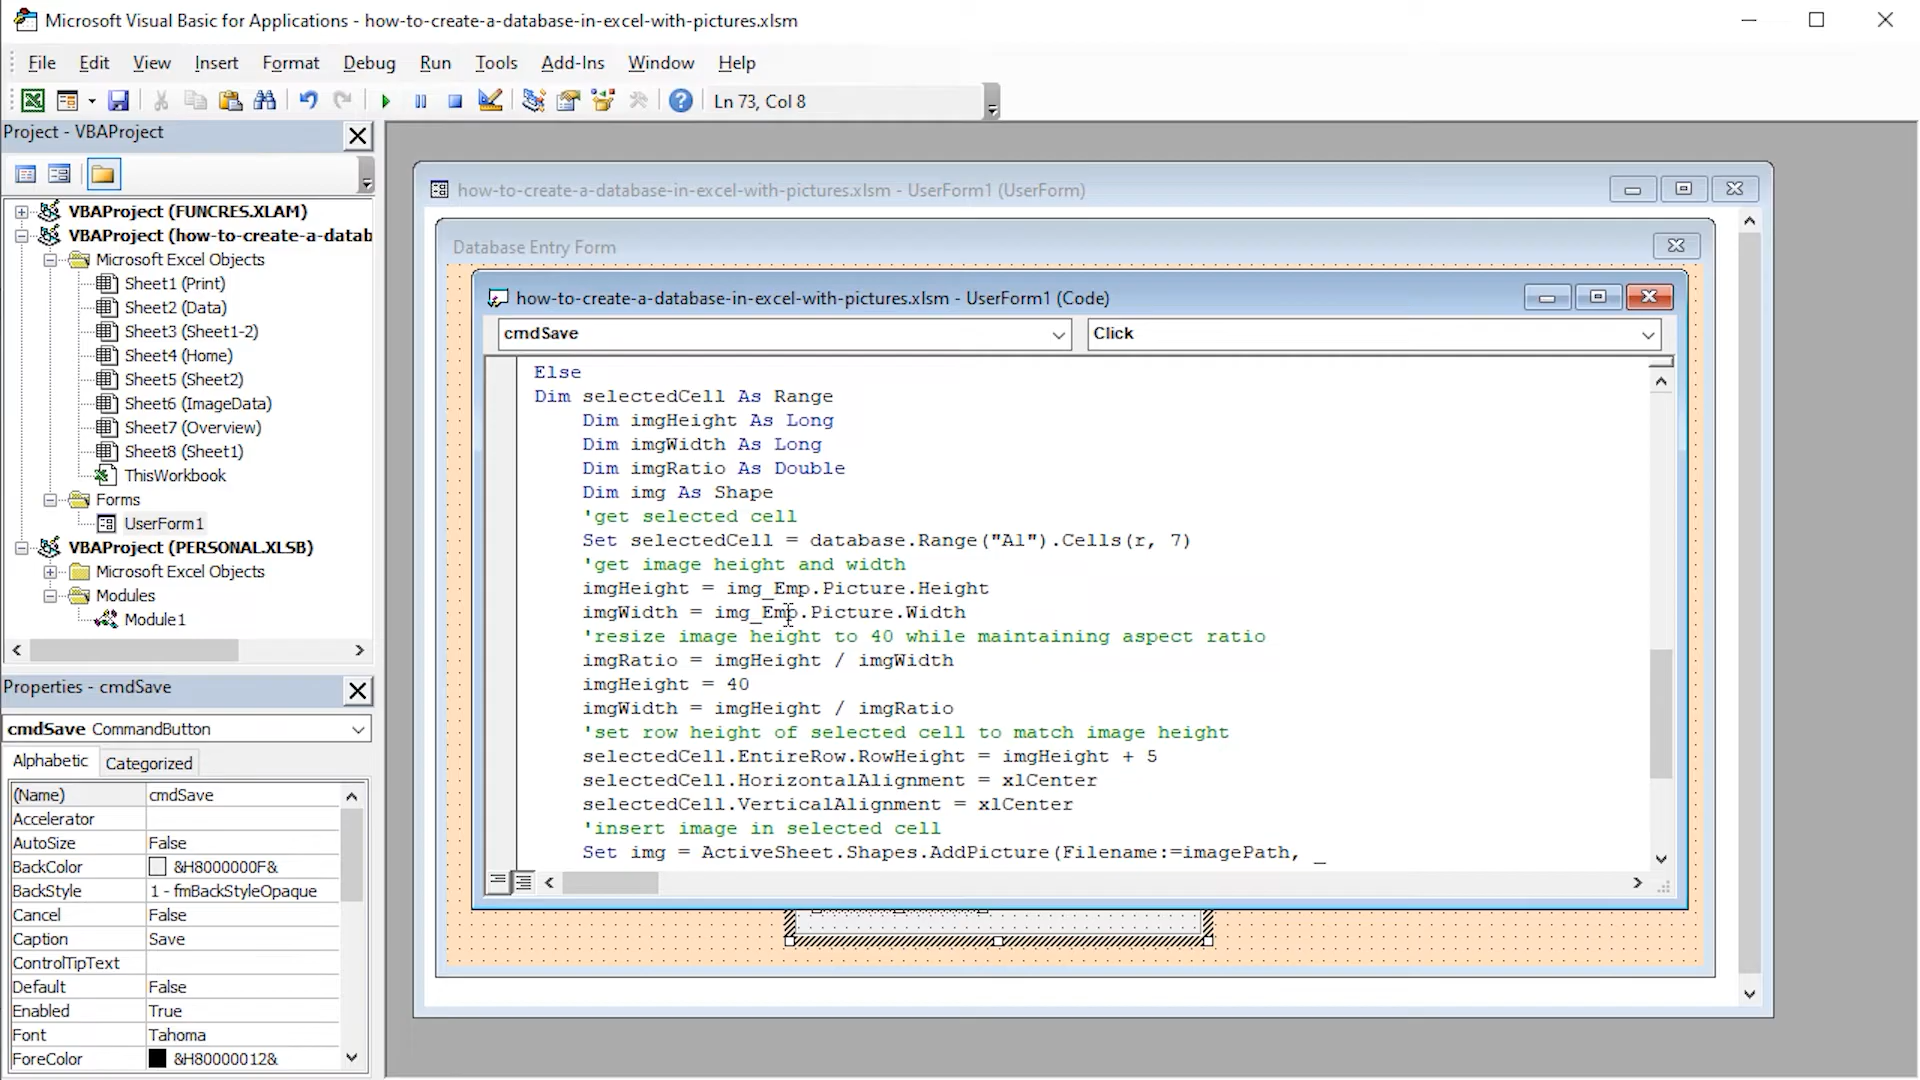 Microsoft Visual Basic for Applications - how-to-create-a-database-in-excel-with-pictures.xlsm
File Edit View Insert Format Debug Run Tools Add-Ins Window Help
Ln 73, Col 8
Project - VBAProject
VBAProject (FUNCRES.XLAM)
VBAProject (how-to-create-a-datab
Microsoft Excel Objects
Sheet1 (Print)
Sheet2 (Data)
Sheet3 (Sheet1-2)
Sheet4 (Home)
Sheet5 (Sheet2)
Sheet6 (ImageData)
Sheet7 (Overview)
Sheet8 (Sheet1)
ThisWorkbook
Forms
UserForm1
VBAProject (PERSONAL.XLSB)
Microsoft Excel Objects
Modules
Module1
Properties - cmdSave
cmdSave CommandButton
Alphabetic Categorized
(Name) cmdSave
Accelerator
AutoSize False
BackColor &H8000000F&
BackStyle 1 - fmBackStyleOpaque
Cancel False
Caption Save
ControlTipText
Default False
Enabled True
Font Tahoma
ForeColor &H80000012&
how-to-create-a-database-in-excel-with-pictures.xlsm - UserForm1 (UserForm)
Database Entry Form
how-to-create-a-database-in-excel-with-pictures.xlsm - UserForm1 (Code)
cmdSave Click
Else
Dim selectedCell As Range
Dim imgHeight As Long
Dim imgWidth As Long
Dim imgRatio As Double
Dim img As Shape
'get selected cell
Set selectedCell = database.Range("A1").Cells(r, 7)
'get image height and width
imgHeight = img_Emp.Picture.Height
imgWidth = img_Emp.Picture.Width
'resize image height to 40 while maintaining aspect ratio
imgRatio = imgHeight / imgWidth
imgHeight = 40
imgWidth = imgHeight / imgRatio
'set row height of selected cell to match image height
selectedCell.EntireRow.RowHeight = imgHeight + 5
selectedCell.HorizontalAlignment = xlCenter
selectedCell.VerticalAlignment = xlCenter
'insert image in selected cell
Set img = ActiveSheet.Shapes.AddPicture(Filename:=imagePath, _